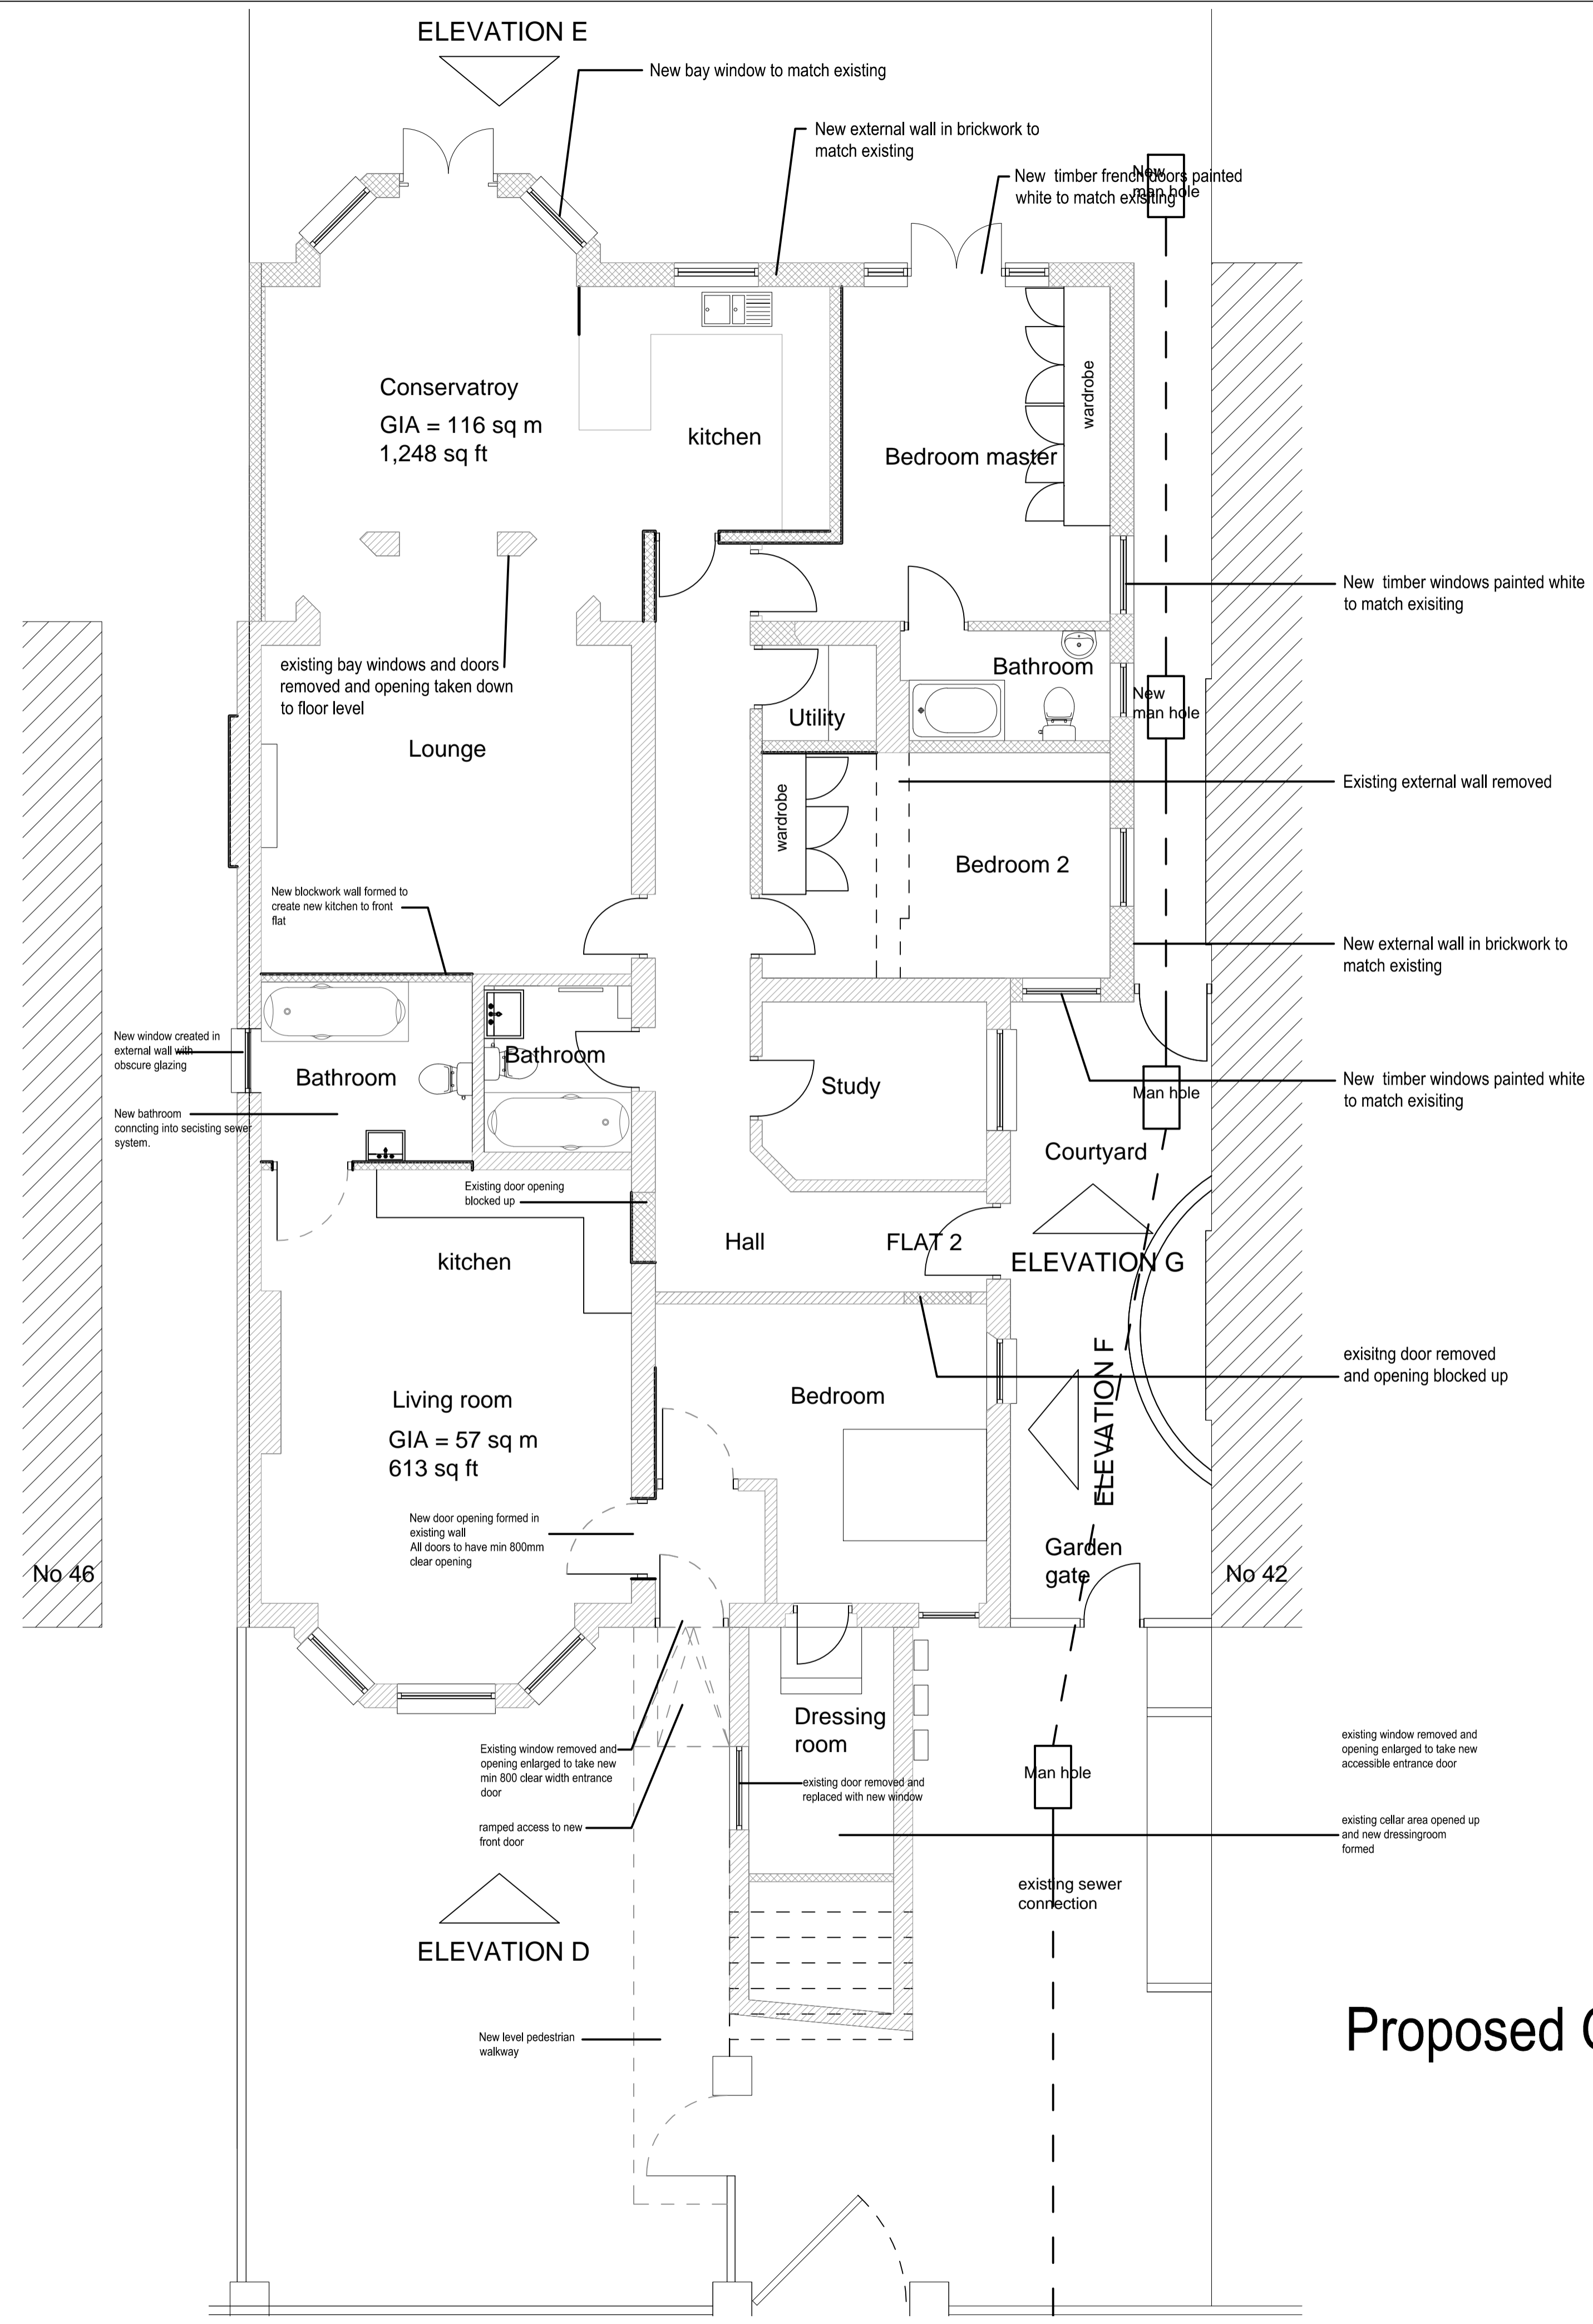 ELEVATION E
New bay window to match existing
New external wall in brickwork to
match existing
New timber french doors painted
white to match exisiting
New
man hole
Conservatroy
GIA = 116 sq m
1,248 sq ft
kitchen
Bedroom master
wardrobe
New timber windows painted white
to match exisiting
existing bay windows and doors
removed and opening taken down
to floor level
Bathroom
Utility
New
man hole
Lounge
Existing external wall removed
wardrobe
Bedroom 2
New blockwork wall formed to
create new kitchen to front
flat
New external wall in brickwork to
match existing
New window created in
external wall with
obscure glazing
Bathroom
Bathroom
Study
Man hole
New timber windows painted white
to match exisiting
New bathroom
conncting into secisting sewer
system.
Courtyard
Existing door opening
blocked up
kitchen
Hall
FLAT 2
ELEVATION G
exisitng door removed
and opening blocked up
ELEVATION F
Living room
GIA = 57 sq m
613 sq ft
Bedroom
New door opening formed in
existing wall
All doors to have min 800mm
clear opening
Garden
gate
No 46
No 42
Dressing
room
Existing window removed and
opening enlarged to take new
min 800 clear width entrance
door
existing door removed and
replaced with new window
Man hole
existing window removed and
opening enlarged to take new
accessible entrance door
ramped access to new
front door
existing cellar area opened up
and new dressingroom
formed
existing sewer
connection
ELEVATION D
New level pedestrian
walkway
Proposed